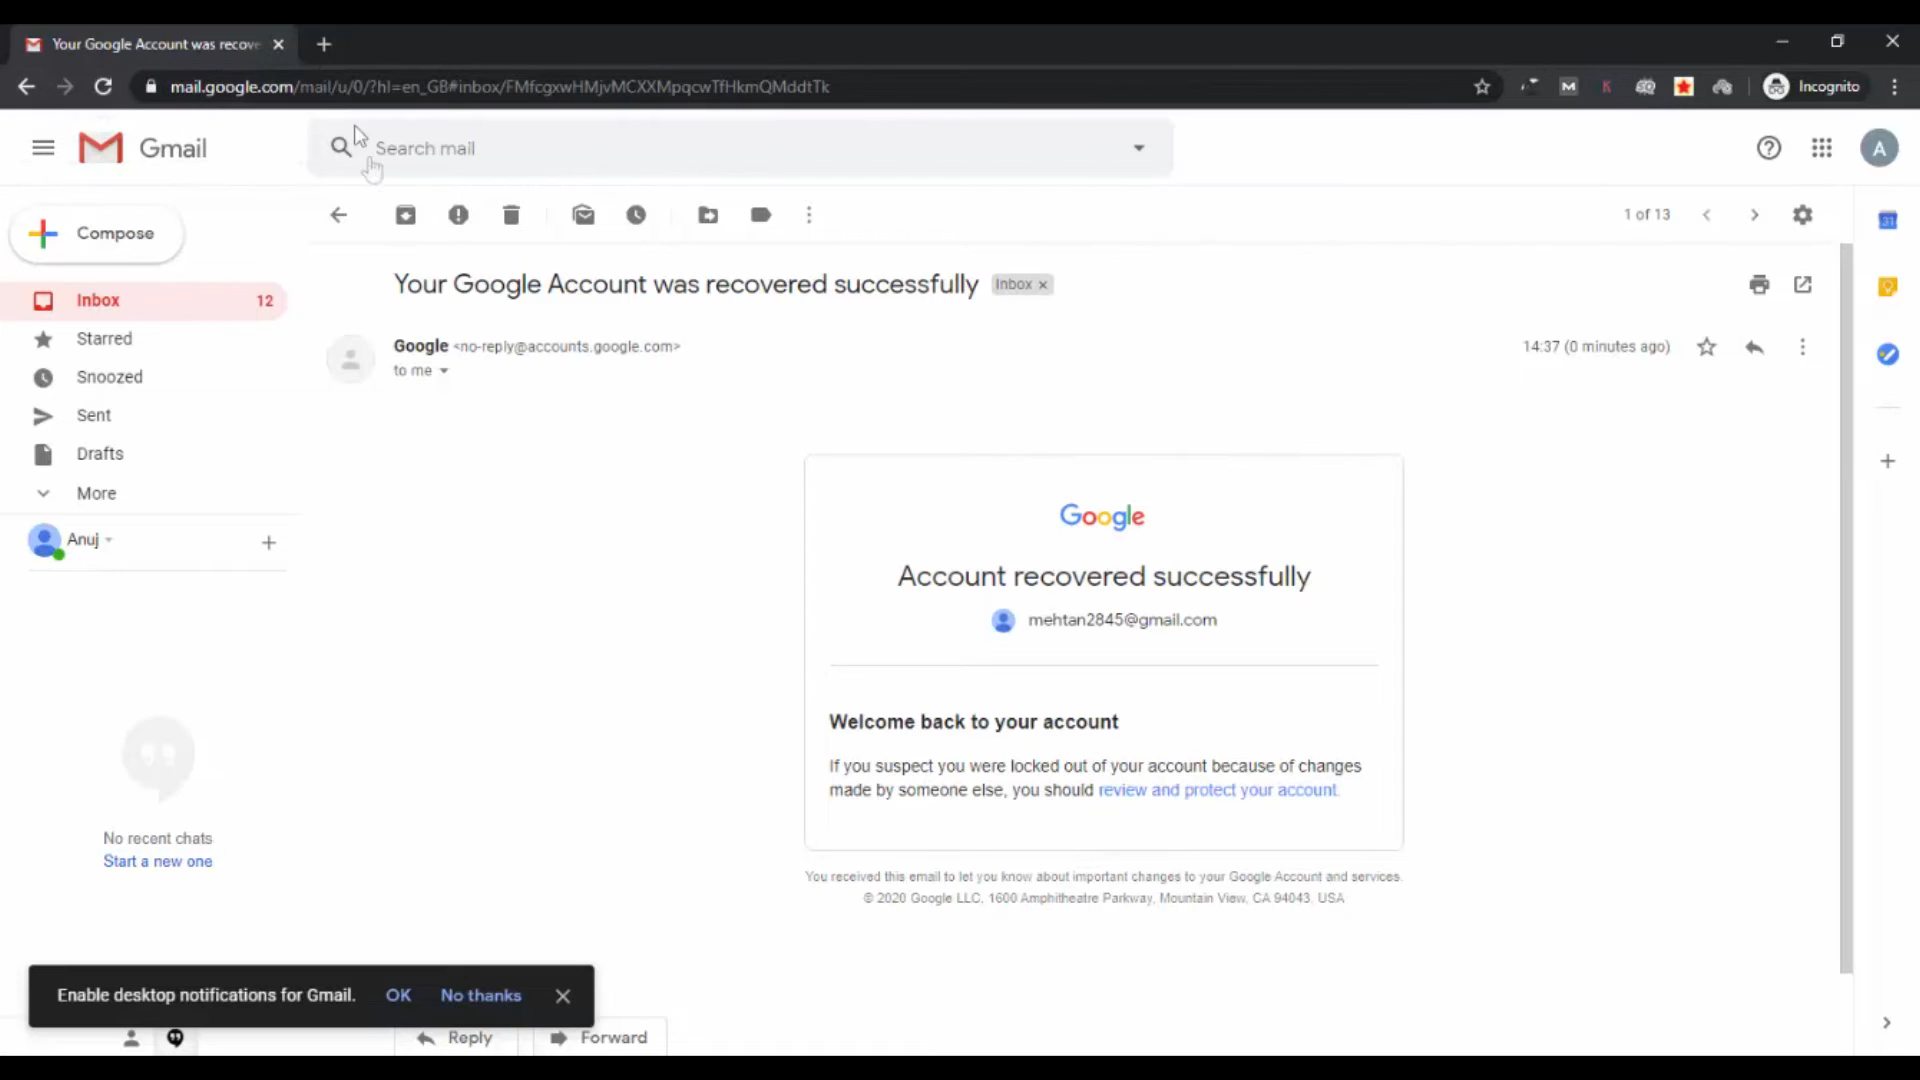 Your Google Account was recove
mail.google.com/mail/u/0/?hl=en_GB#inbox/FMfcgxwHMjvMCXXMpqcwTfHkmQMddtTk
Incognito
Gmail
Search mail
A
Compose
1 of 13
31
Your Google Account was recovered successfully
Inbox x
Inbox 12
Starred
Google <no-reply@accounts.google.com>
14:37 (0 minutes ago)
to me
Snoozed
Sent
Drafts
More
Anuj
Google
Account recovered successfully
mehtan2845@gmail.com
Welcome back to your account
If you suspect you were locked out of your account because of changes
made by someone else, you should review and protect your account.
No recent chats
Start a new one
You received this email to let you know about important changes to your Google Account and services.
© 2020 Google LLC, 1600 Amphitheatre Parkway, Mountain View, CA 94043, USA
Enable desktop notifications for Gmail. OK No thanks
Reply
Forward